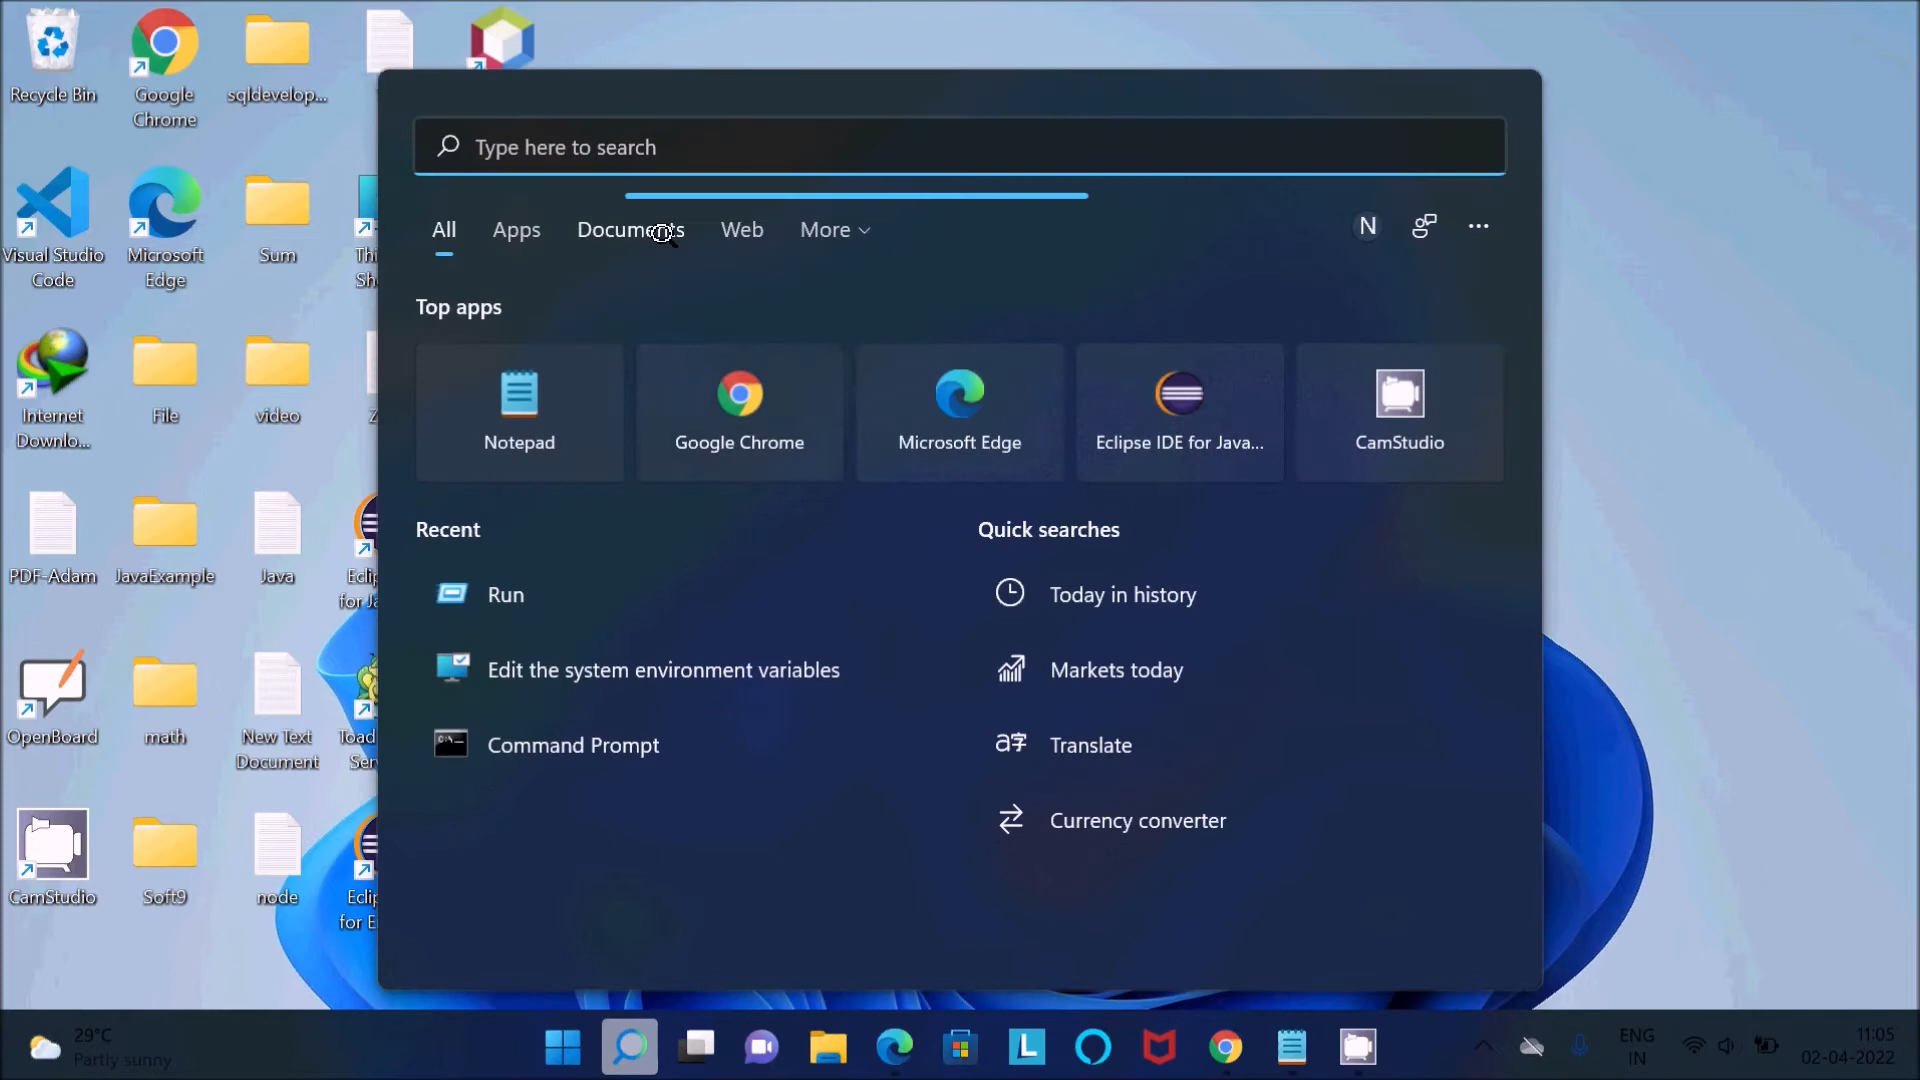 Recycle Bin
Google
Chrome
sqldevelop...
Type here to search
All
Apps
Documents
Web
More
N
Visual Studio
Code
Microsoft
Edge
Sum
Top apps
Notepad
Google Chrome
Microsoft Edge
Eclipse IDE for Java...
CamStudio
Internet
Downlo...
File
video
Recent
Quick searches
Run
Today in history
PDF-Adam
JavaExample
Java
Edit the system environment variables
Markets today
Command Prompt
Translate
OpenBoard
math
New Text
Document
Toad
Currency converter
CamStudio
Soft9
node
29°C
Partly sunny
ENG
IN
11:05
02-04-2022